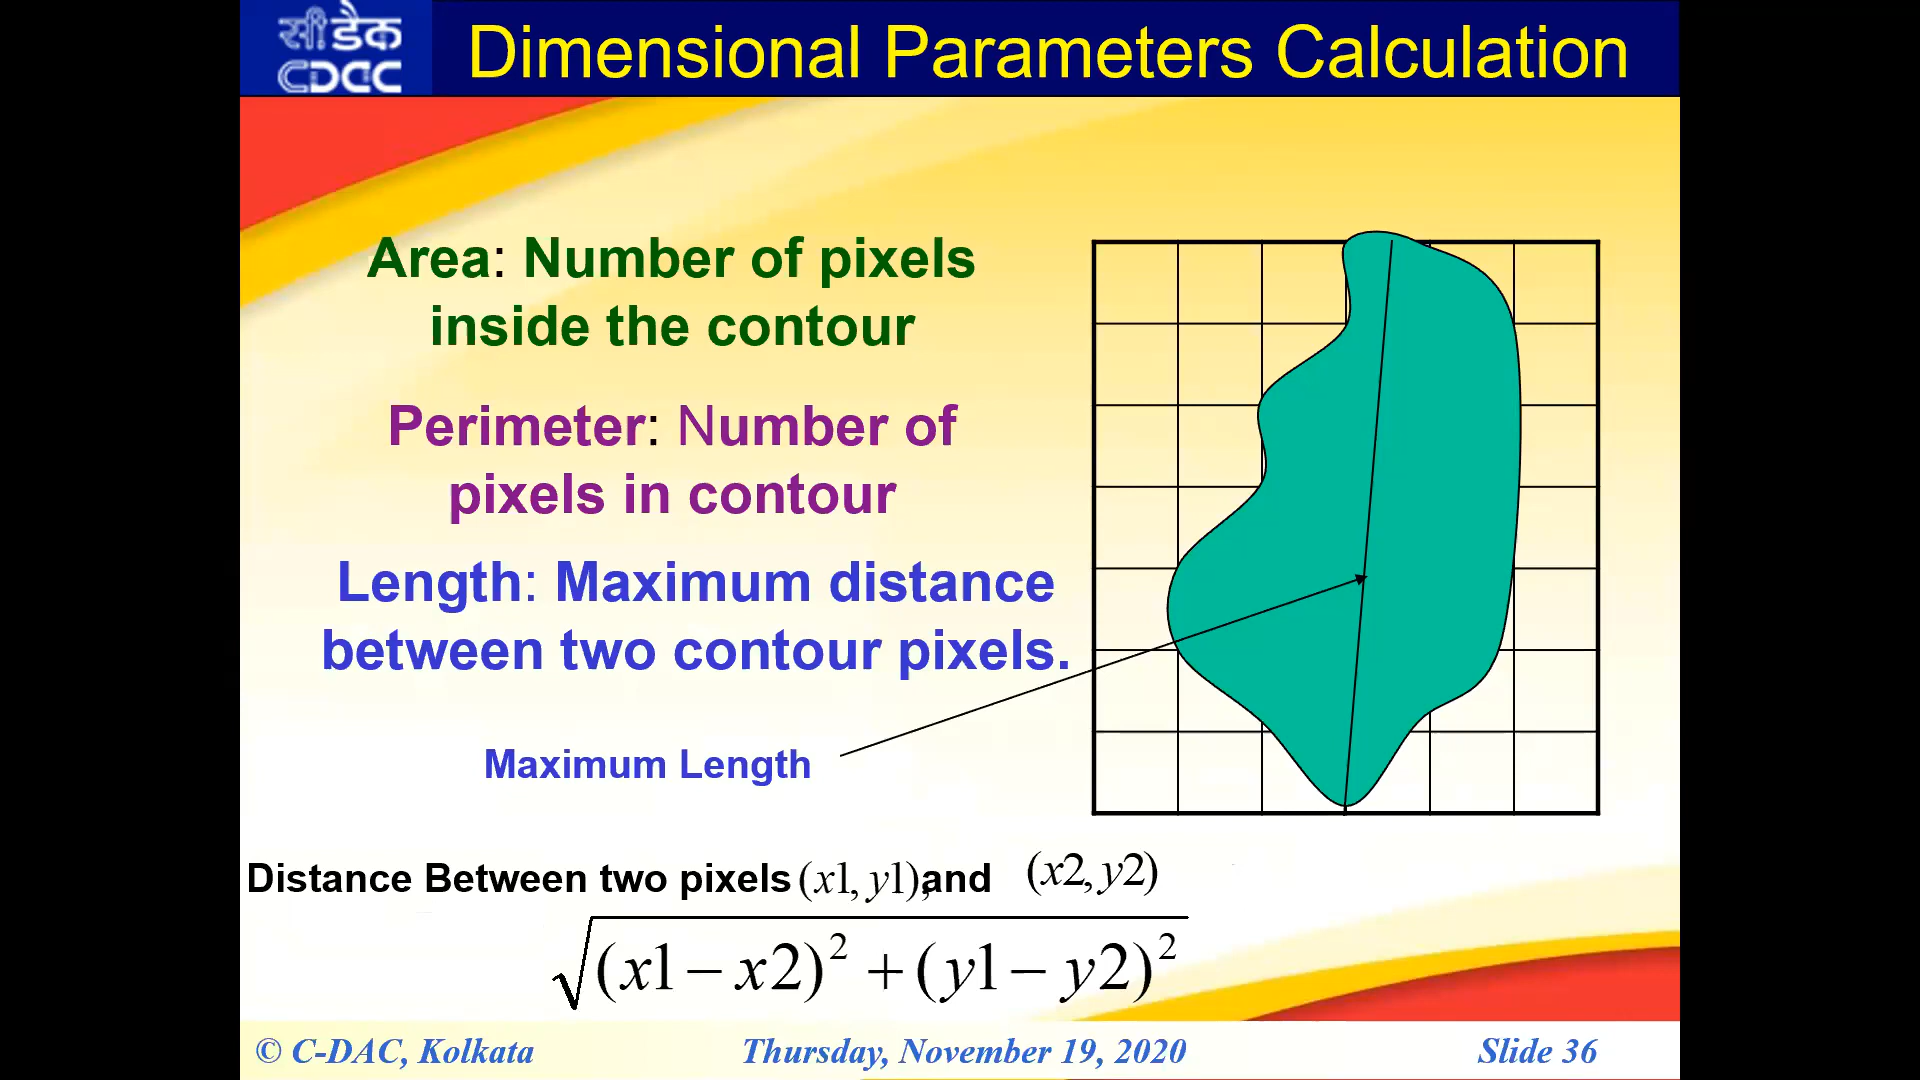 सी डैक
CDAC
Dimensional Parameters Calculation
Area: Number of pixels
inside the contour
Perimeter: Number of
pixels in contour
Length: Maximum distance
between two contour pixels.
Maximum Length
Distance Between two pixels (x1, y1), and (x2, y2)
√(x1 − x2)² + (y1 − y2)²
© C-DAC, Kolkata
Thursday, November 19, 2020
Slide 36